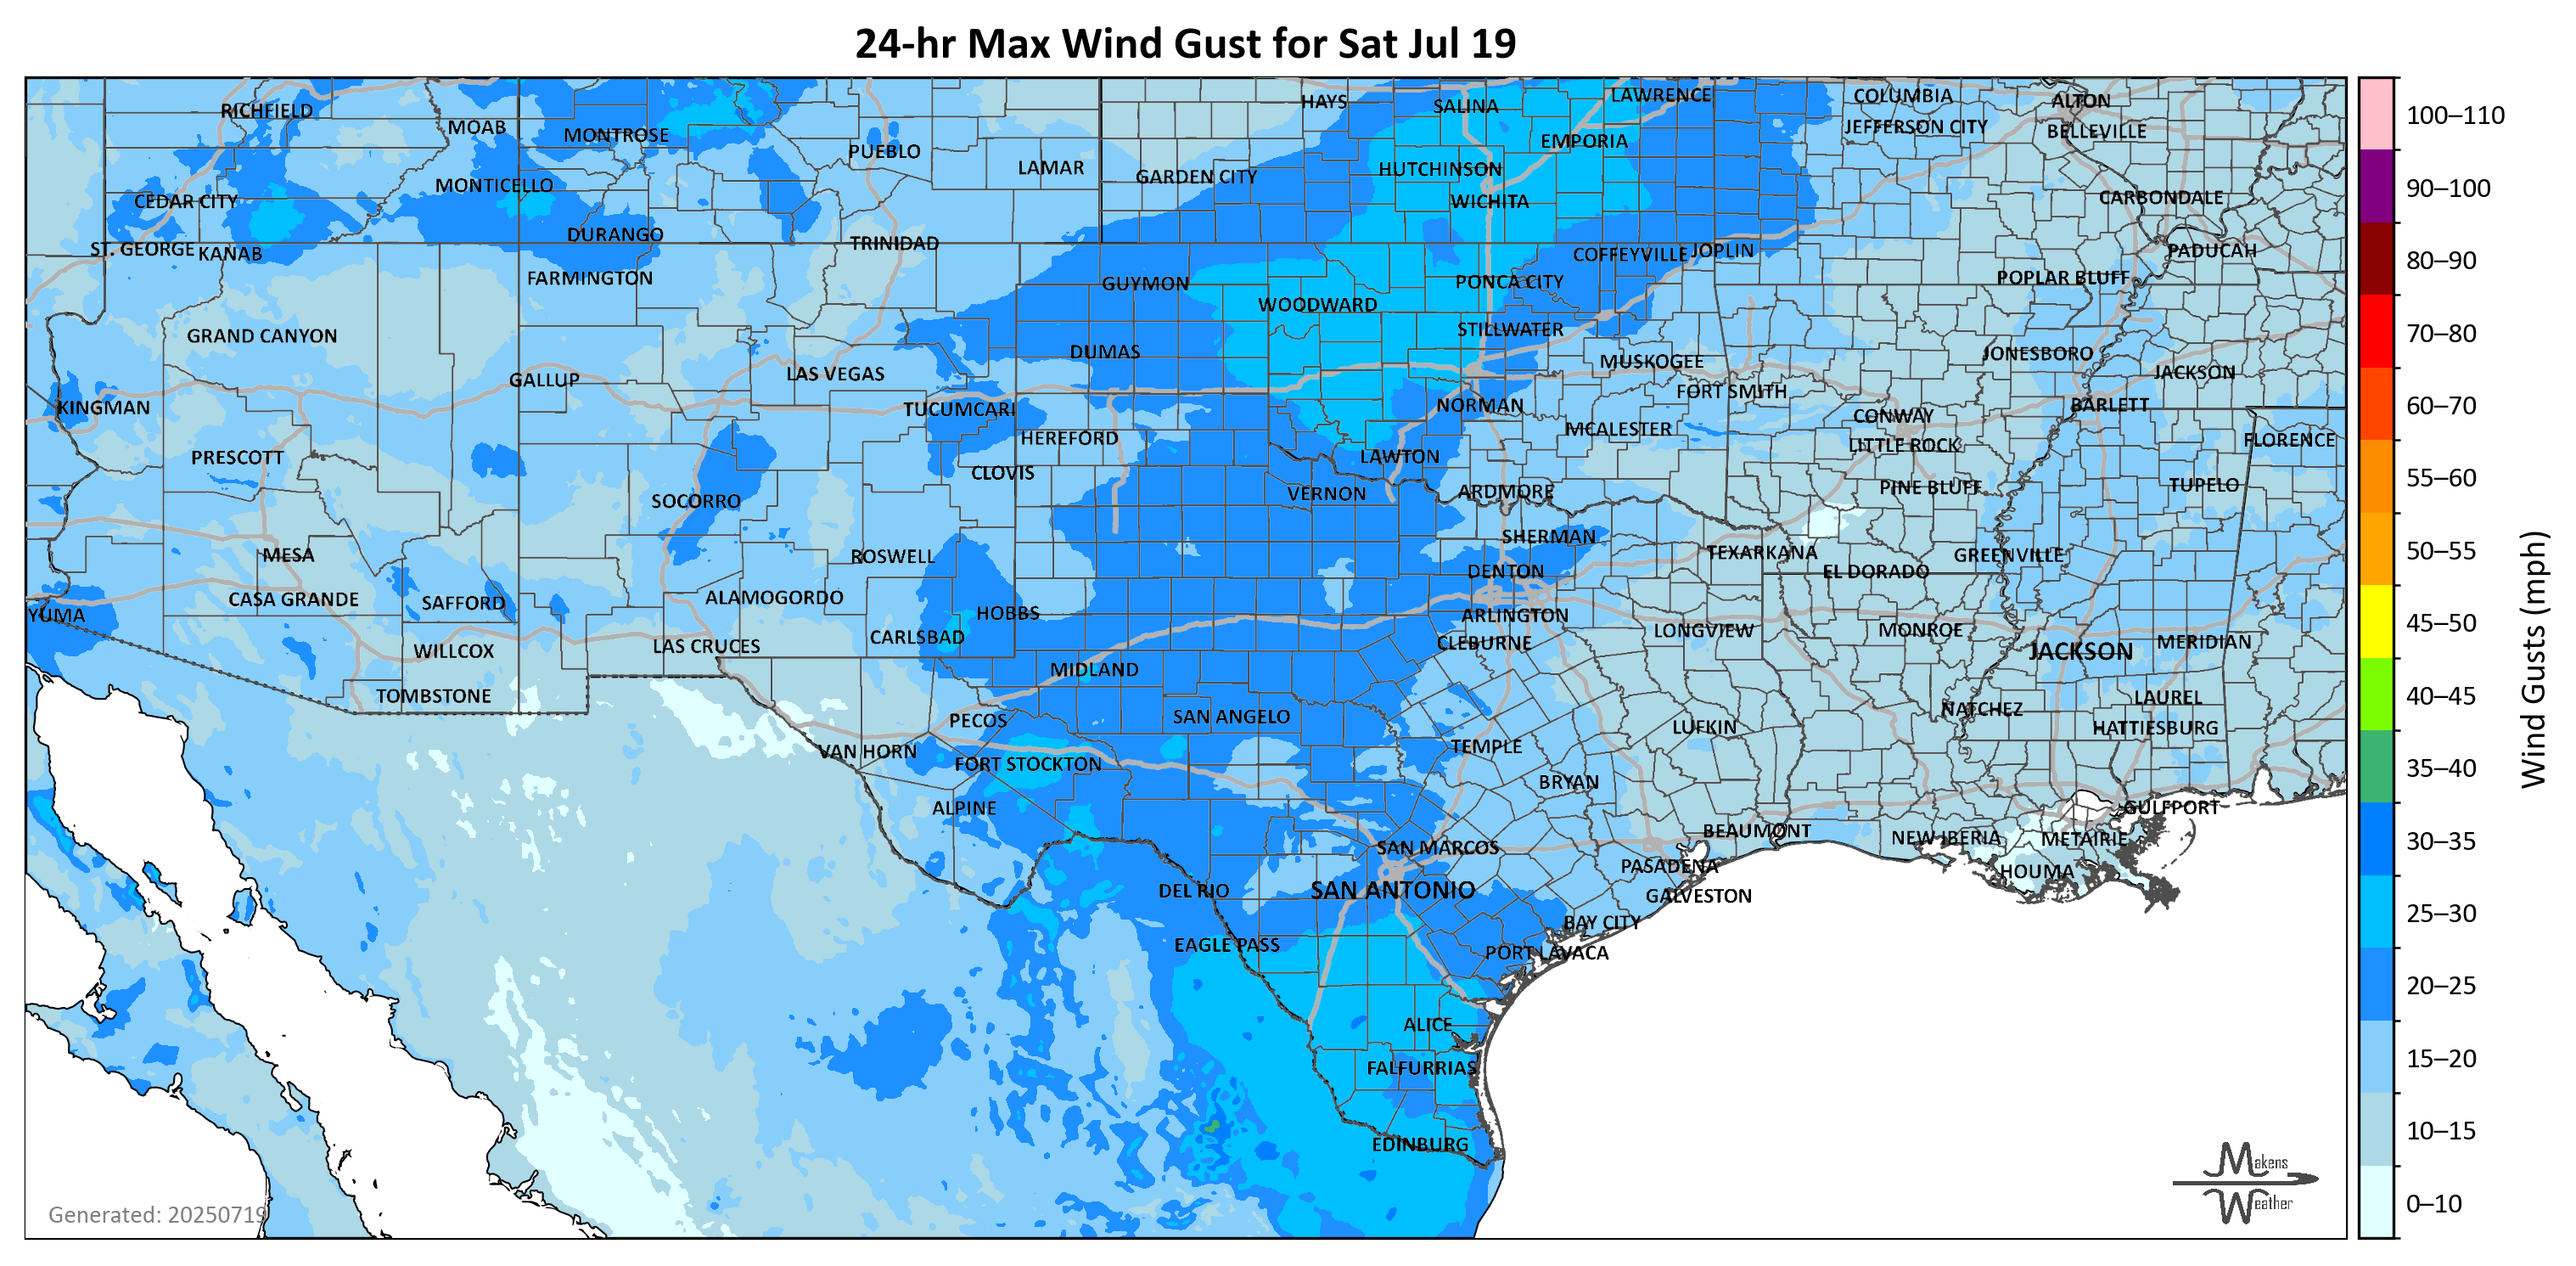 24-hr Max Wind Gust for Sat Jul 19
RICHFIELD
MOAB
MONTROSE
PUEBLO
LAMAR
HAYS
SALINA
LAWRENCE
COLUMBIA
JEFFERSON CITY
ALTON
BELLEVILLE
EMPORIA
GARDEN CITY
HUTCHINSON
WICHITA
CEDAR CITY
MONTICELLO
CARBONDALE
ST. GEORGE
KANAB
DURANGO
TRINIDAD
COFFEYVILLE
JOPLIN
PADUCAH
FARMINGTON
GUYMON
WOODWARD
PONCA CITY
POPLAR BLUFF
GRAND CANYON
DUMAS
STILLWATER
MUSKOGEE
JONESBORO
JACKSON
GALLUP
LAS VEGAS
FORT SMITH
KINGMAN
TUCUMCARI
NORMAN
CONWAY
BARLETT
HEREFORD
MCALESTER
LITTLE ROCK
FLORENCE
PRESCOTT
CLOVIS
LAWTON
SOCORRO
VERNON
ARDMORE
PINE BLUFF
TUPELO
MESA
ROSWELL
SHERMAN
TEXARKANA
GREENVILLE
DENTON
EL DORADO
YUMA
CASA GRANDE
SAFFORD
ALAMOGORDO
HOBBS
ARLINGTON
WILLCOX
LAS CRUCES
CARLSBAD
CLEBURNE
LONGVIEW
MONROE
JACKSON
MERIDIAN
TOMBSTONE
MIDLAND
PECOS
SAN ANGELO
NATCHEZ
LAUREL
HATTIESBURG
VAN HORN
FORT STOCKTON
TEMPLE
LUFKIN
BRYAN
ALPINE
GULFPORT
BEAUMONT
NEW IBERIA
METAIRIE
SAN MARCOS
PASADENA
HOUMA
DEL RIO
SAN ANTONIO
GALVESTON
EAGLE PASS
BAY CITY
PORT LAVACA
ALICE
FALFURRIAS
EDINBURG
Generated: 20250719
Makens
Weather
100–110
90–100
80–90
70–80
60–70
55–60
50–55
45–50
40–45
35–40
30–35
25–30
20–25
15–20
10–15
0–10
Wind Gusts (mph)